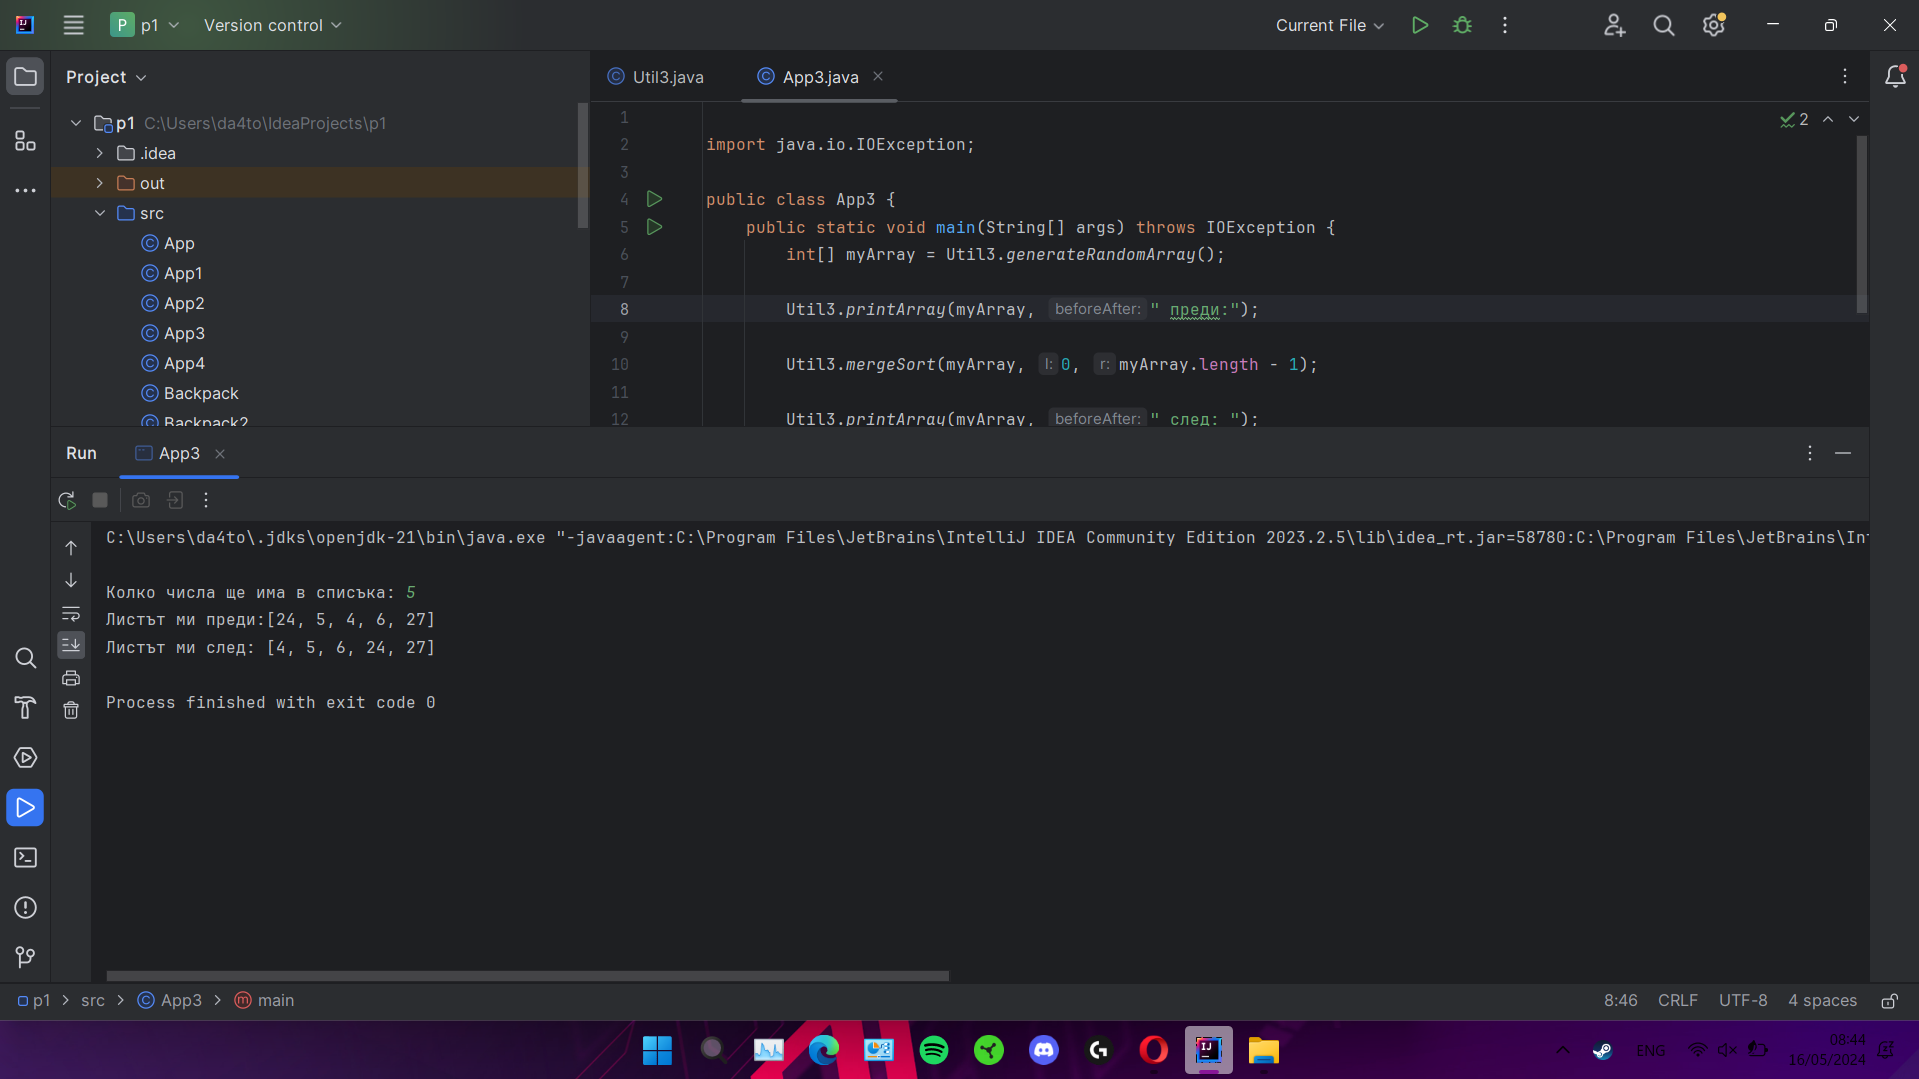 P p1 Version control Current File
Project
p1 C:\Users\da4to\IdeaProjects\p1
.idea
out
src
App
App1
App2
App3
App4
Backpack
Backpack2
Util3.java App3.java
2
1
2 import java.io.IOException;
3
4 public class App3 {
5 public static void main(String[] args) throws IOException {
6 int[] myArray = Util3.generateRandomArray();
7
8 Util3.printArray(myArray, beforeAfter: " преди:");
9
10 Util3.mergeSort(myArray, l: 0, r: myArray.length - 1);
11
12 Util3.printArray(myArray, beforeAfter: " след: ");
Run App3
C:\Users\da4to\.jdks\openjdk-21\bin\java.exe "-javaagent:C:\Program Files\JetBrains\IntelliJ IDEA Community Edition 2023.2.5\lib\idea_rt.jar=58780:C:\Program Files\JetBrains\In
Колко числа ще има в списъка: 5
Листът ми преди:[24, 5, 4, 6, 27]
Листът ми след: [4, 5, 6, 24, 27]
Process finished with exit code 0
p1 src App3 main 8:46 CRLF UTF-8 4 spaces
ENG
08:44
16/05/2024